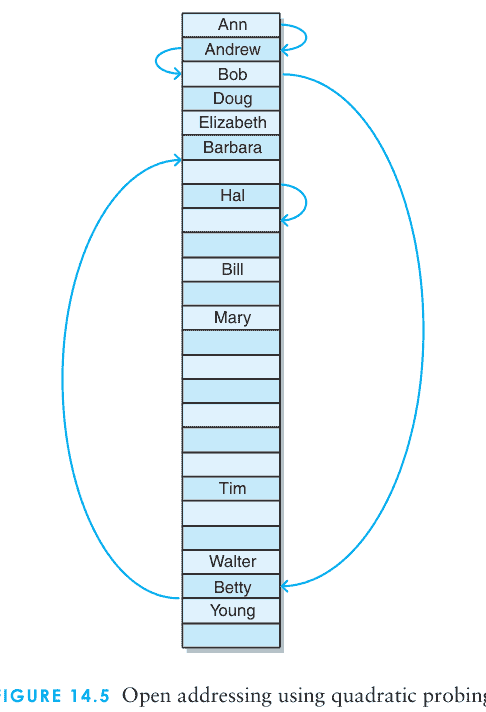 Ann
Andrew
Bob
Doug
Elizabeth
Barbara
Hal
Bill
Mary
Tim
Walter
Betty
Young
FIGURE 14.5 Open addressing using quadratic probing